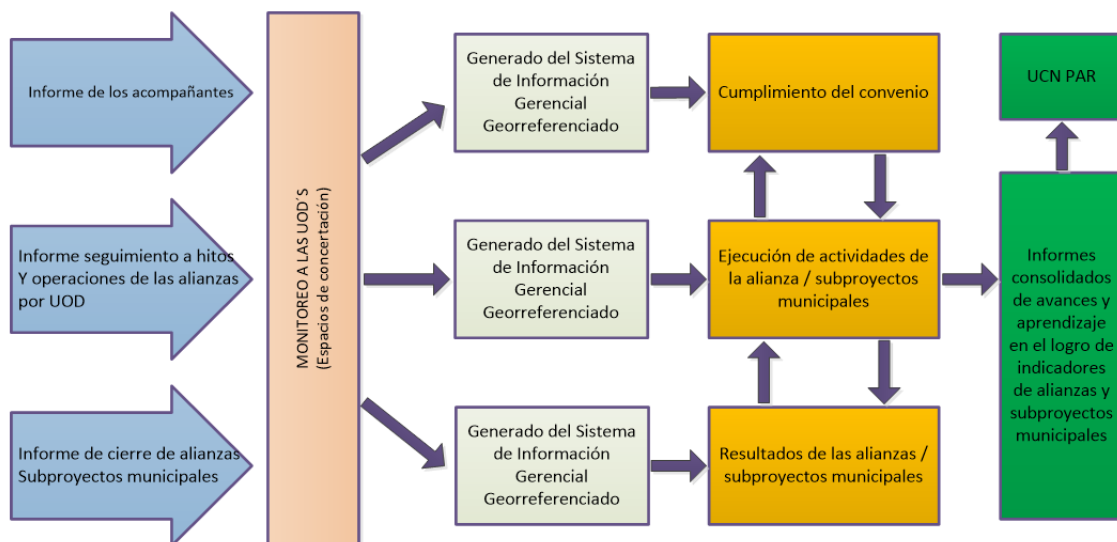 Informe de los acompañantes
Informe seguimiento a hitos
Y operaciones de las alianzas
por UOD
Informe de cierre de alianzas
Subproyectos municipales
MONITOREO A LAS UOD´S
(Espacios de concertación)
Generado del Sistema
de Información
Gerencial
Georreferenciado
Generado del Sistema
de Información
Gerencial
Georreferenciado
Generado del Sistema
de Información
Gerencial
Georreferenciado
Cumplimiento del convenio
Ejecución de actividades de
la alianza / subproyectos
municipales
Resultados de las alianzas /
subproyectos municipales
UCN PAR
Informes
consolidados
de avances y
aprendizaje
en el logro de
indicadores
de alianzas y
subproyectos
municipales